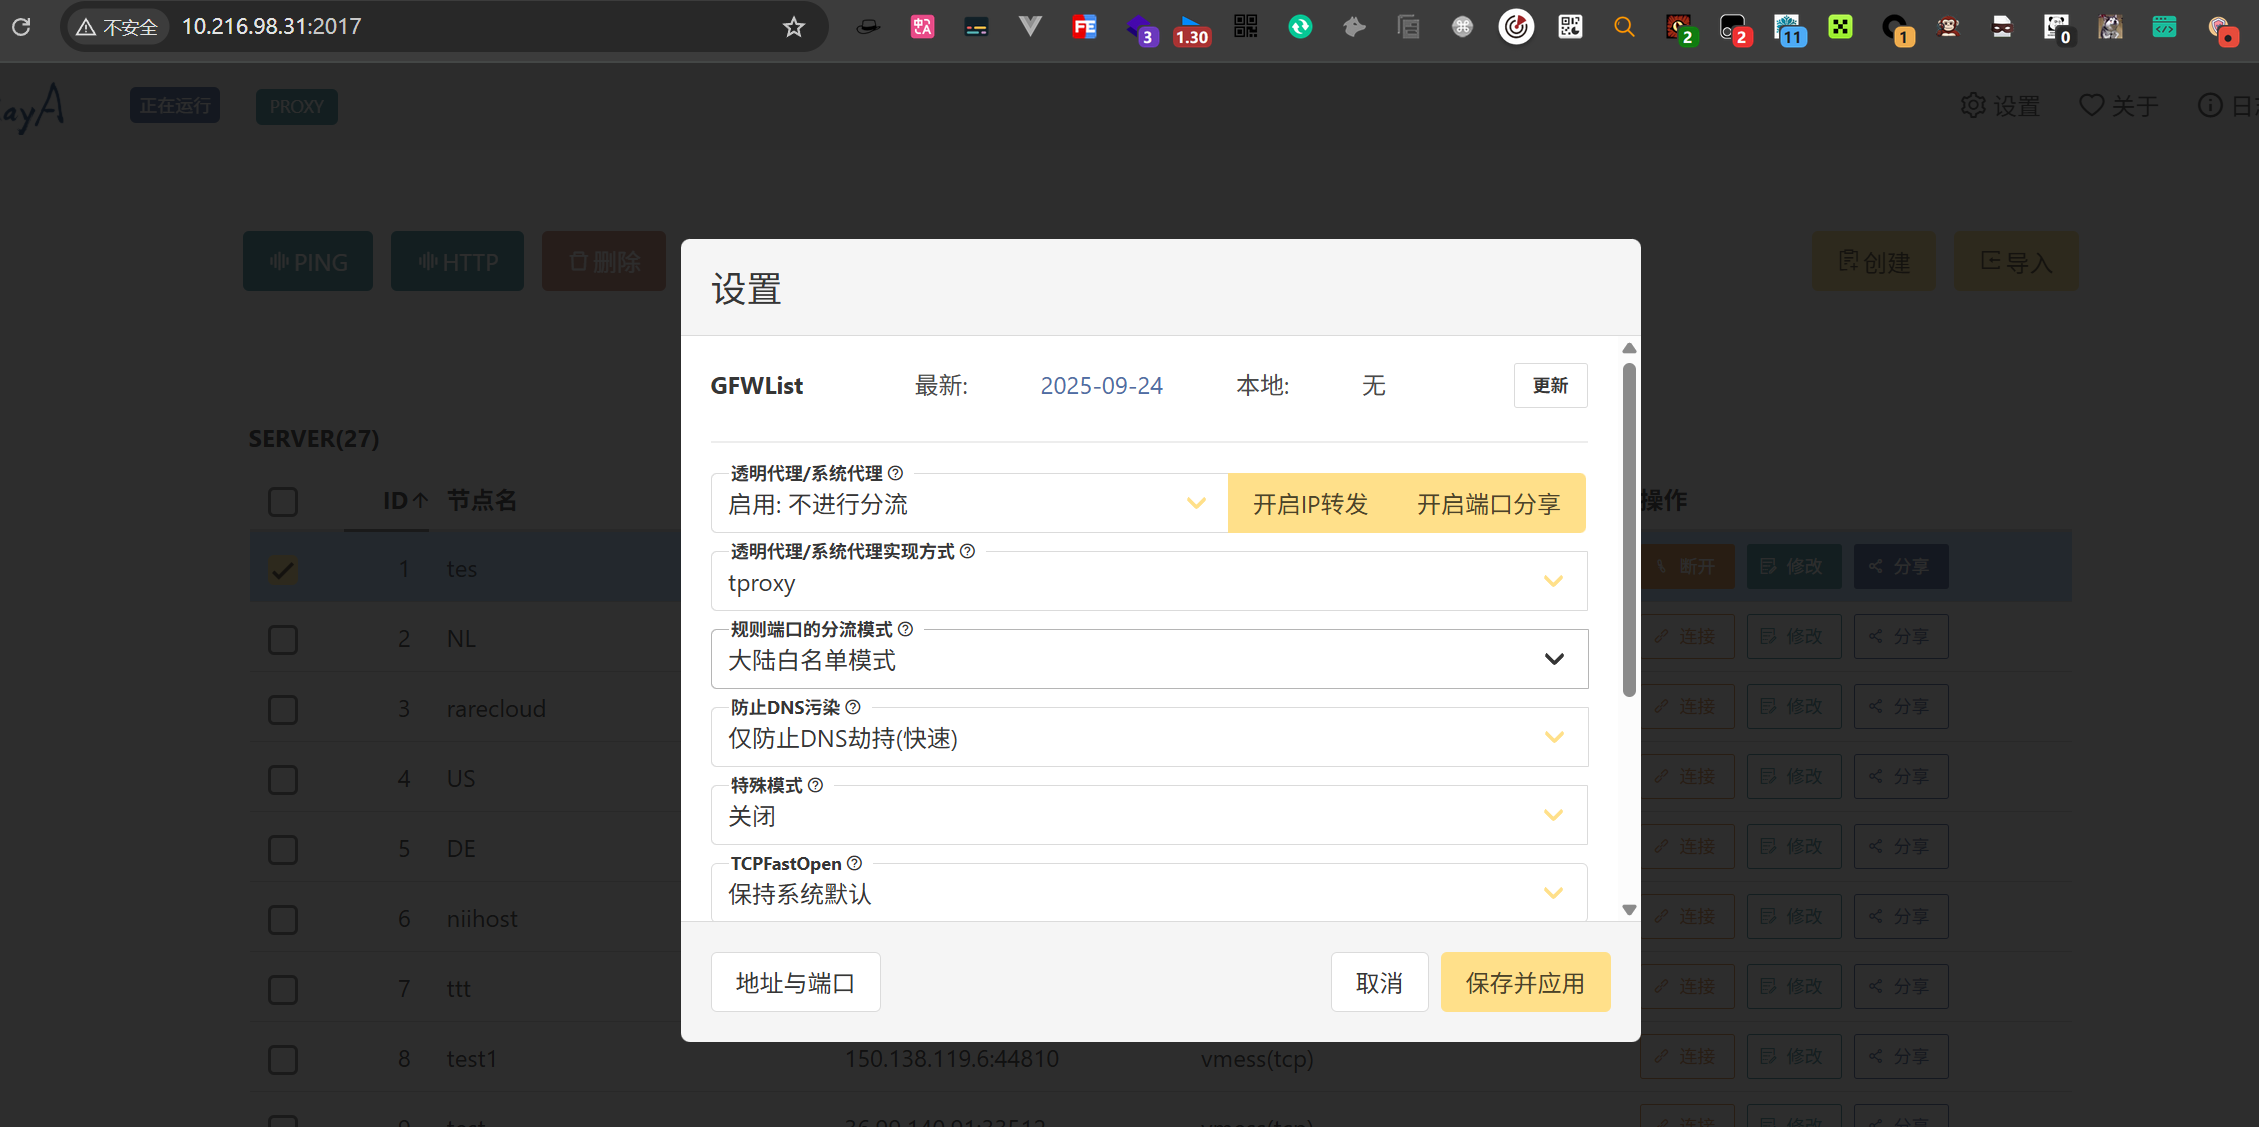 不安全 10.216.98.31:2017
3 1.30 2 2 11 1 0
ayA 正在运行 PROXY 设置 关于
PING HTTP 删除 创建 导入
设置
GFWList 最新: 2025-09-24 本地: 无 更新
SERVER(27)
透明代理/系统代理
启用: 不进行分流 开启IP转发 开启端口分享
ID 节点名 操作
透明代理/系统代理实现方式
tproxy
1 tes 断开 修改 分享
规则端口的分流模式
大陆白名单模式
2 NL 连接 修改 分享
防止DNS污染
仅防止DNS劫持(快速)
3 rarecloud 连接 修改 分享
特殊模式
关闭
4 US 连接 修改 分享
TCPFastOpen
保持系统默认
5 DE 连接 修改 分享
6 niihost 连接 修改 分享
地址与端口 取消 保存并应用
7 ttt 连接 修改 分享
8 test1 150.138.119.6:44810 vmess(tcp) 连接 修改 分享